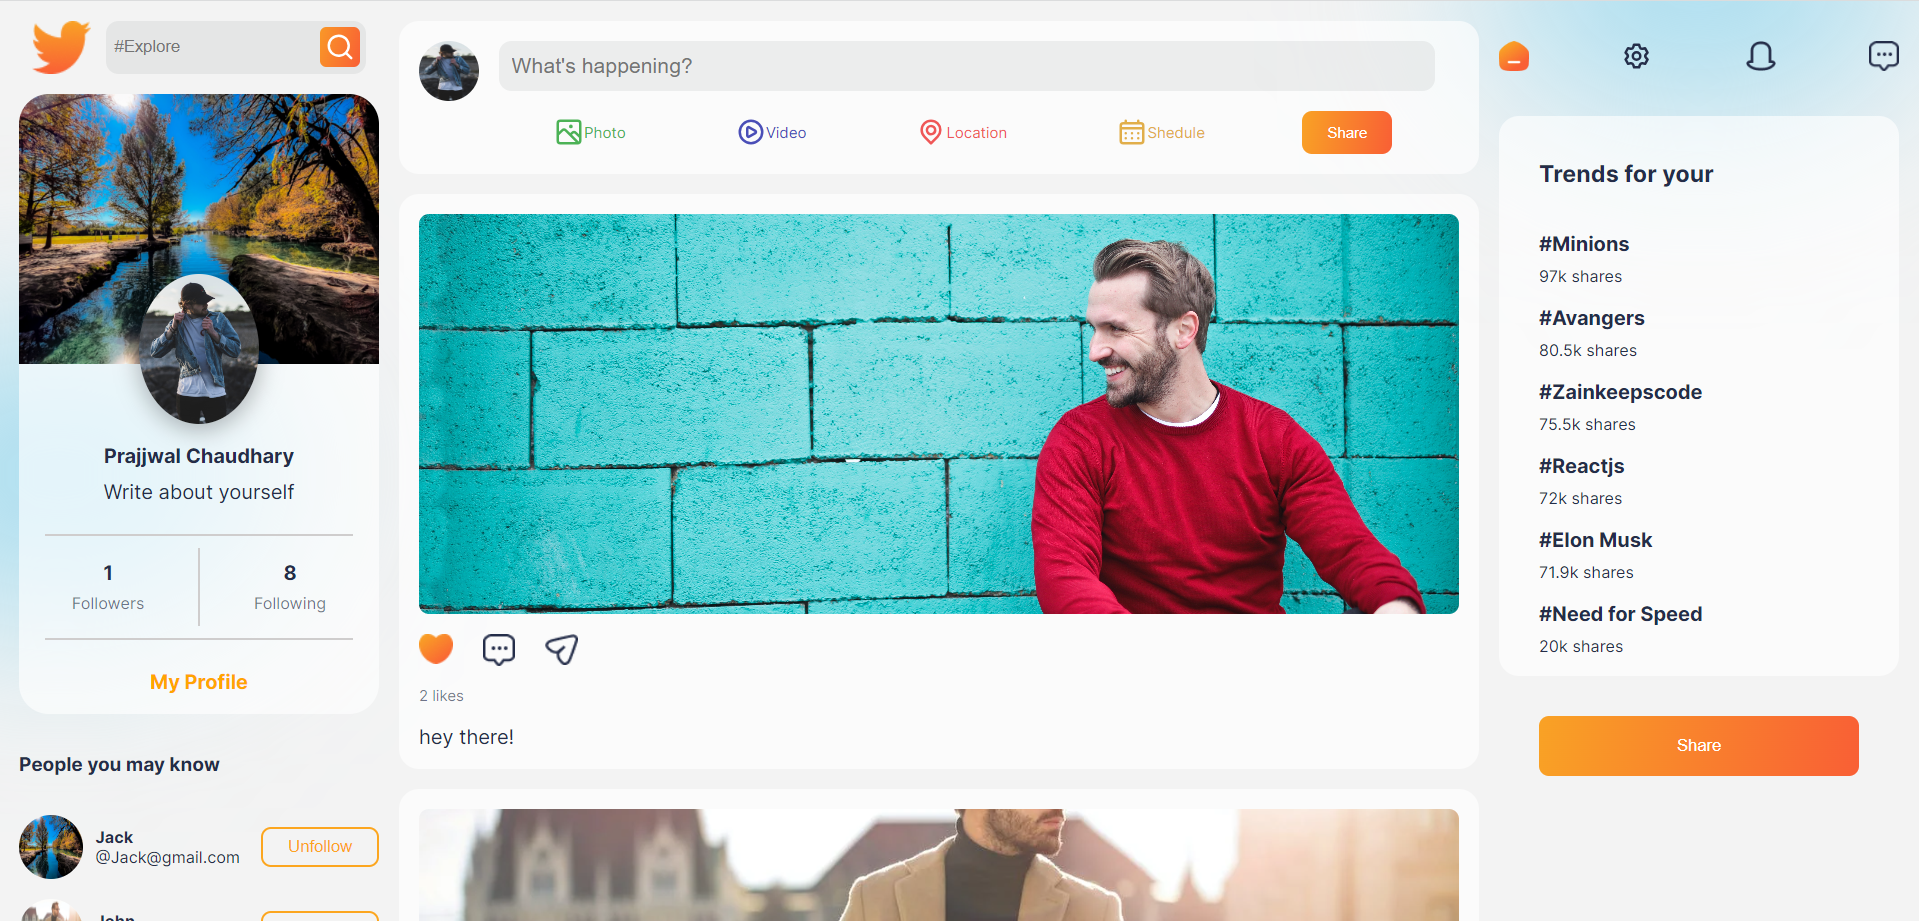 #Explore
Prajjwal Chaudhary
Write about yourself
1
Followers
8
Following
My Profile
People you may know
Jack
@Jack@gmail.com
Unfollow
John
What's happening?
Photo
Video
Location
Shedule
Share
2 likes
hey there!
Trends for your
#Minions
97k shares
#Avangers
80.5k shares
#Zainkeepscode
75.5k shares
#Reactjs
72k shares
#Elon Musk
71.9k shares
#Need for Speed
20k shares
Share